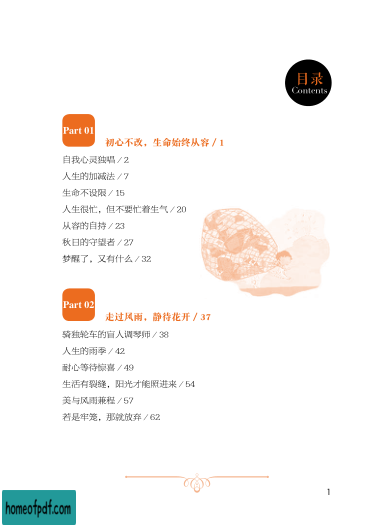 目录
Contents
Part 01
初心不改，生命始终从容 / 1
自我心灵独唱 / 2
人生的加减法 / 7
生命不设限 / 15
人生很忙，但不要忙着生气 / 20
从容的自持 / 23
秋日的守望者 / 27
梦醒了，又有什么 / 32
Part 02
走过风雨，静待花开 / 37
骑独轮车的盲人调琴师 / 38
人生的雨季 / 42
耐心等待惊喜 / 49
生活有裂缝，阳光才能照进来 / 54
美与风雨兼程 / 57
若是牢笼，那就放弃 / 62
1
homeofpdf.com